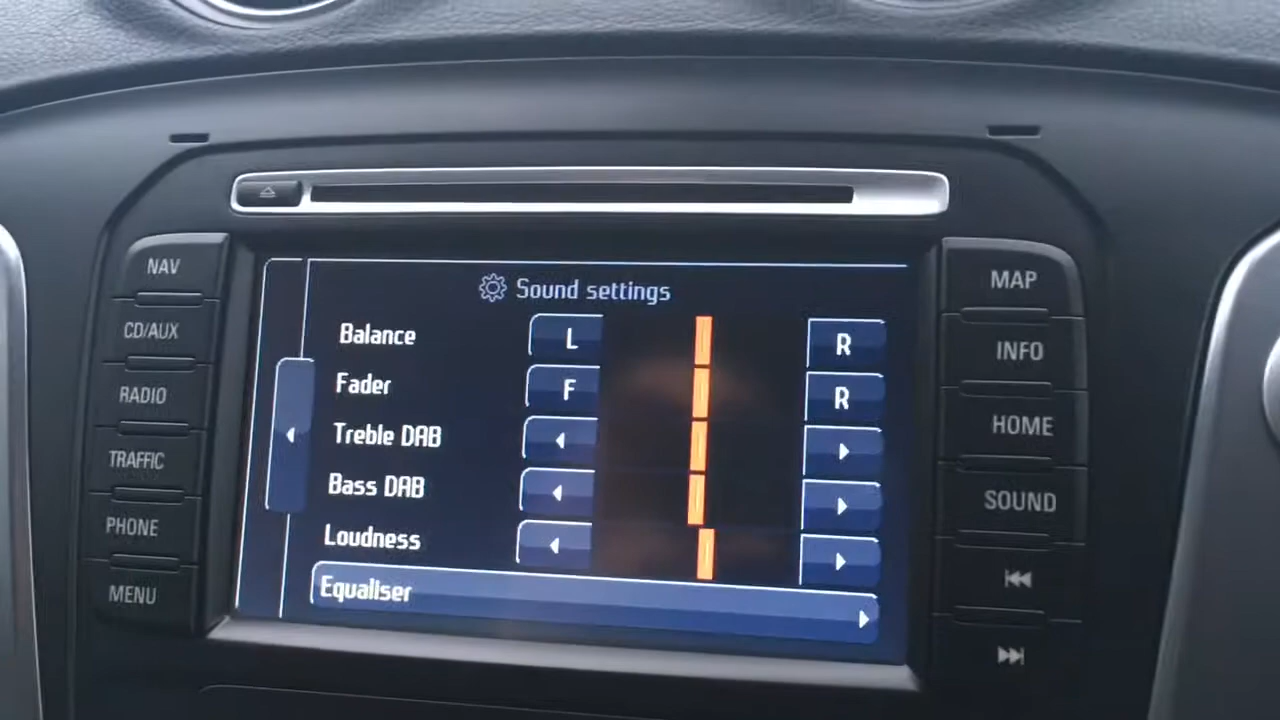 NAV
CD/AUX
RADIO
TRAFFIC
PHONE
MENU
Sound settings
Balance L R
Fader F R
Treble DAB
Bass DAB
Loudness
Equaliser
MAP
INFO
HOME
SOUND